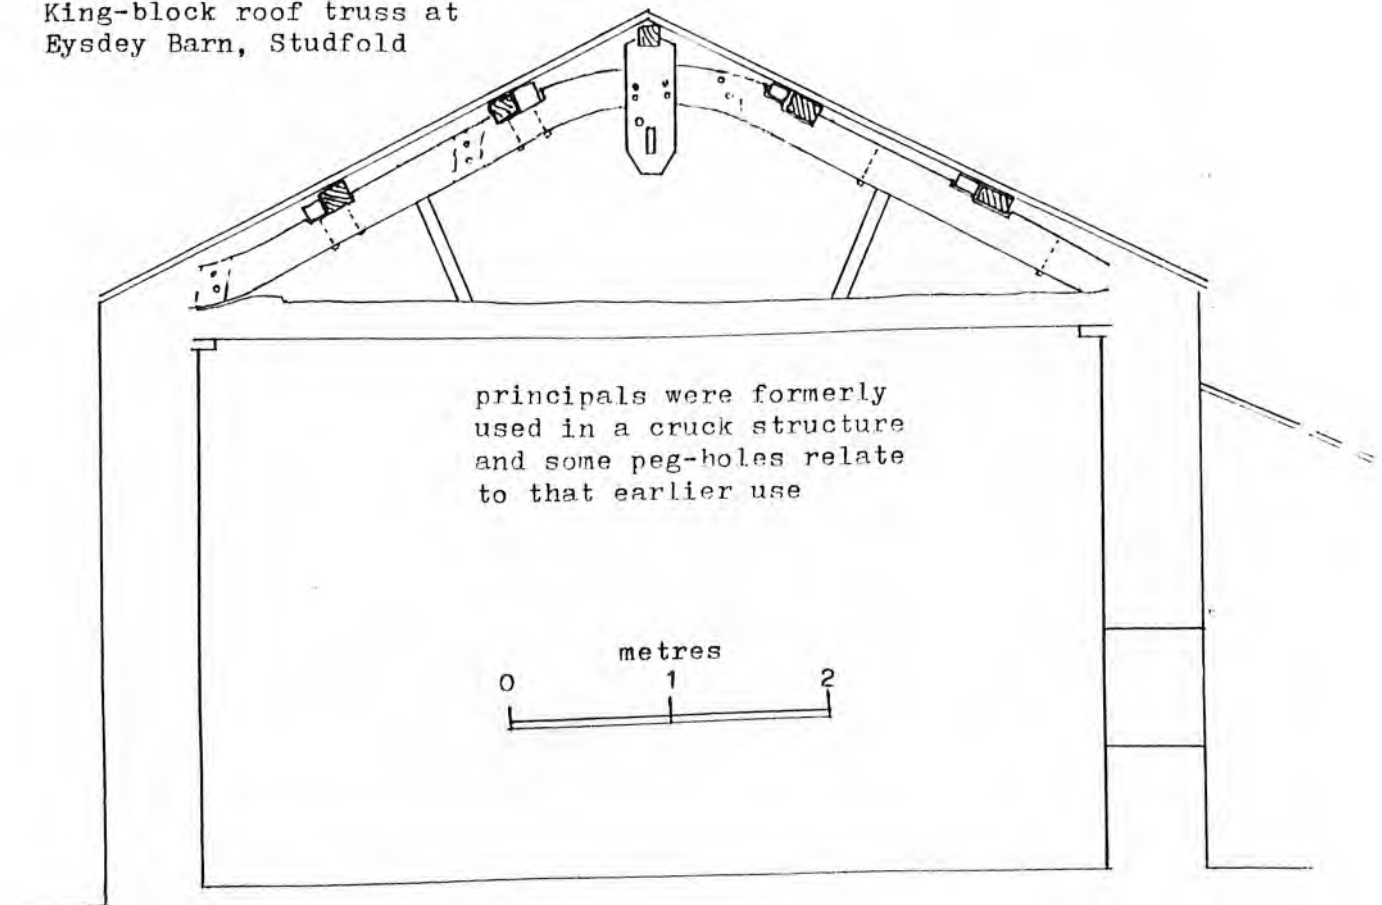 King-block roof truss at
Eysdey Barn, Studfold
principals were formerly
used in a cruck structure
and some peg-holes relate
to that earlier use
metres
0 1 2